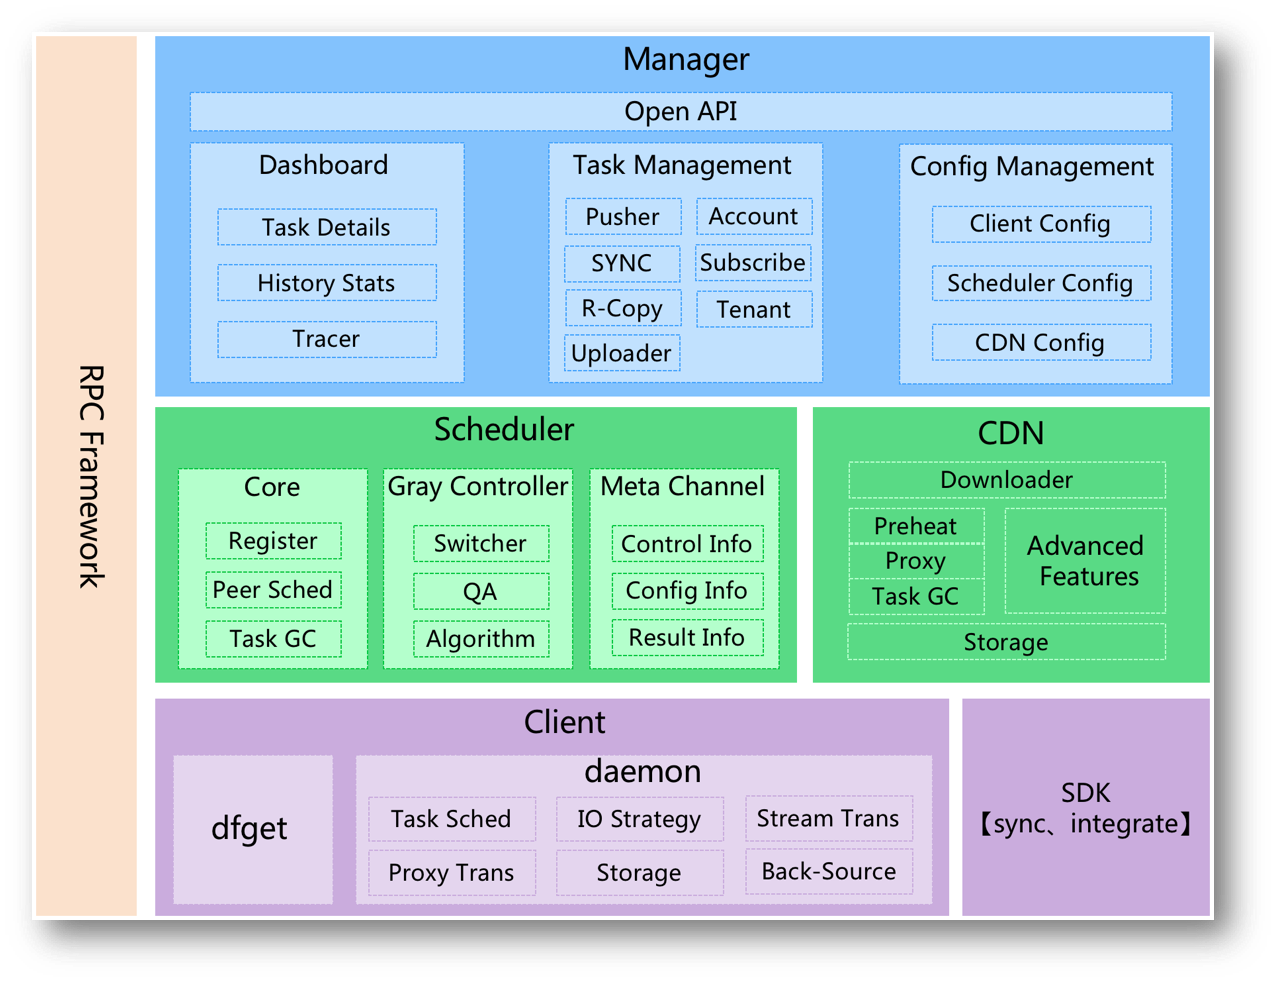 RPC Framework
Manager
Open API
Dashboard
Task Details
History Stats
Tracer
Task Management
Pusher
Account
SYNC
Subscribe
R-Copy
Tenant
Uploader
Config Management
Client Config
Scheduler Config
CDN Config
Scheduler
Core
Register
Peer Sched
Task GC
Gray Controller
Switcher
QA
Algorithm
Meta Channel
Control Info
Config Info
Result Info
CDN
Downloader
Preheat
Proxy
Task GC
Advanced
Features
Storage
Client
dfget
daemon
Task Sched
IO Strategy
Stream Trans
Proxy Trans
Storage
Back-Source
SDK
【sync、integrate】